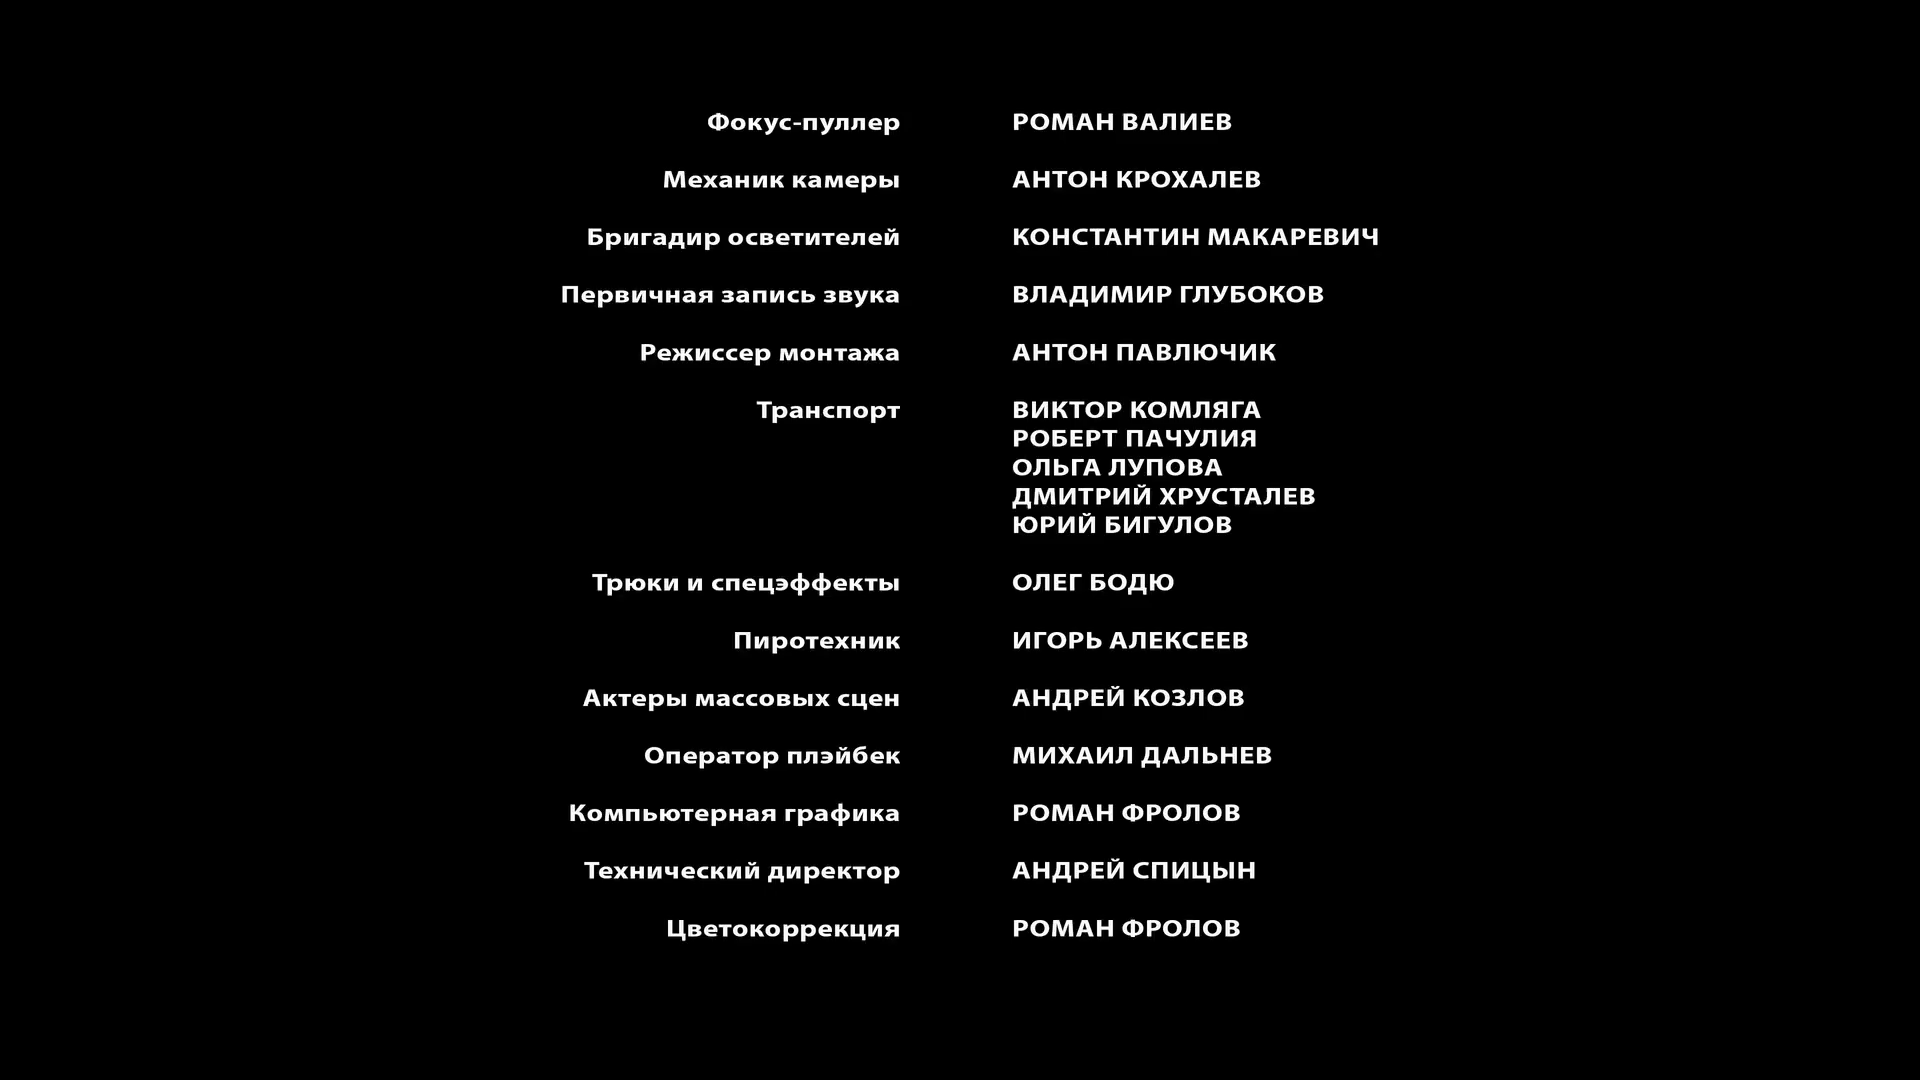 Фокус-пуллер РОМАН ВАЛИЕВ
Механик камеры АНТОН КРОХАЛЕВ
Бригадир осветителей КОНСТАНТИН МАКАРЕВИЧ
Первичная запись звука ВЛАДИМИР ГЛУБОКОВ
Режиссер монтажа АНТОН ПАВЛЮЧИК
Транспорт ВИКТОР КОМЛЯГА
РОБЕРТ ПАЧУЛИЯ
ОЛЬГА ЛУПОВА
ДМИТРИЙ ХРУСТАЛЕВ
ЮРИЙ БИГУЛОВ
Трюки и спецэффекты ОЛЕГ БОДЮ
Пиротехник ИГОРЬ АЛЕКСЕЕВ
Актеры массовых сцен АНДРЕЙ КОЗЛОВ
Оператор плэйбек МИХАИЛ ДАЛЬНЕВ
Компьютерная графика РОМАН ФРОЛОВ
Технический директор АНДРЕЙ СПИЦЫН
Цветокоррекция РОМАН ФРОЛОВ